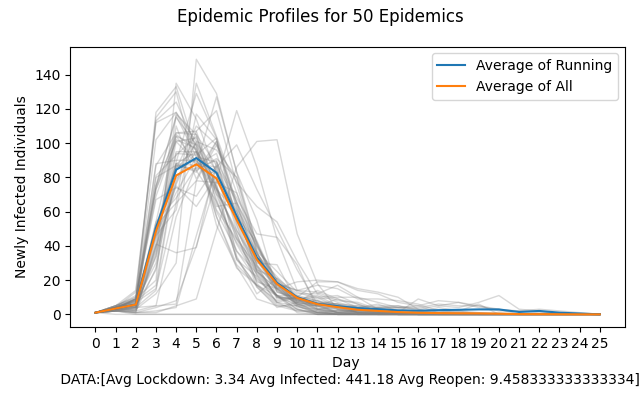 Epidemic Profiles for 50 Epidemics
Average of Running
Average of All
Newly Infected Individuals
140
120
100
80
60
40
20
0
0 1 2 3 4 5 6 7 8 9 10 11 12 13 14 15 16 17 18 19 20 21 22 23 24 25
Day
DATA:[Avg Lockdown: 3.34 Avg Infected: 441.18 Avg Reopen: 9.458333333333334]